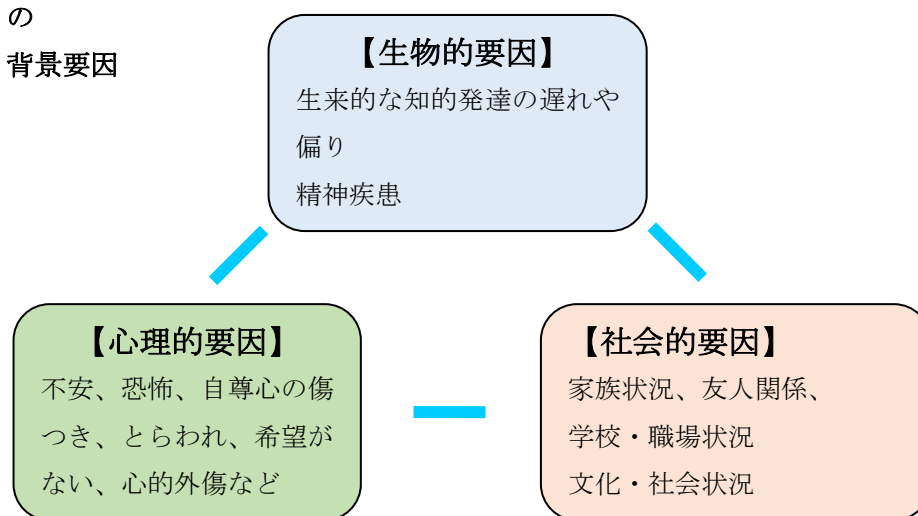 の
背景要因
【生物的要因】
生来的な知的発達の遅れや
偏り
精神疾患
【心理的要因】
不安、恐怖、自尊心の傷
つき、とらわれ、希望が
ない、心的外傷など
【社会的要因】
家族状況、友人関係、
学校・職場状況
文化・社会状況